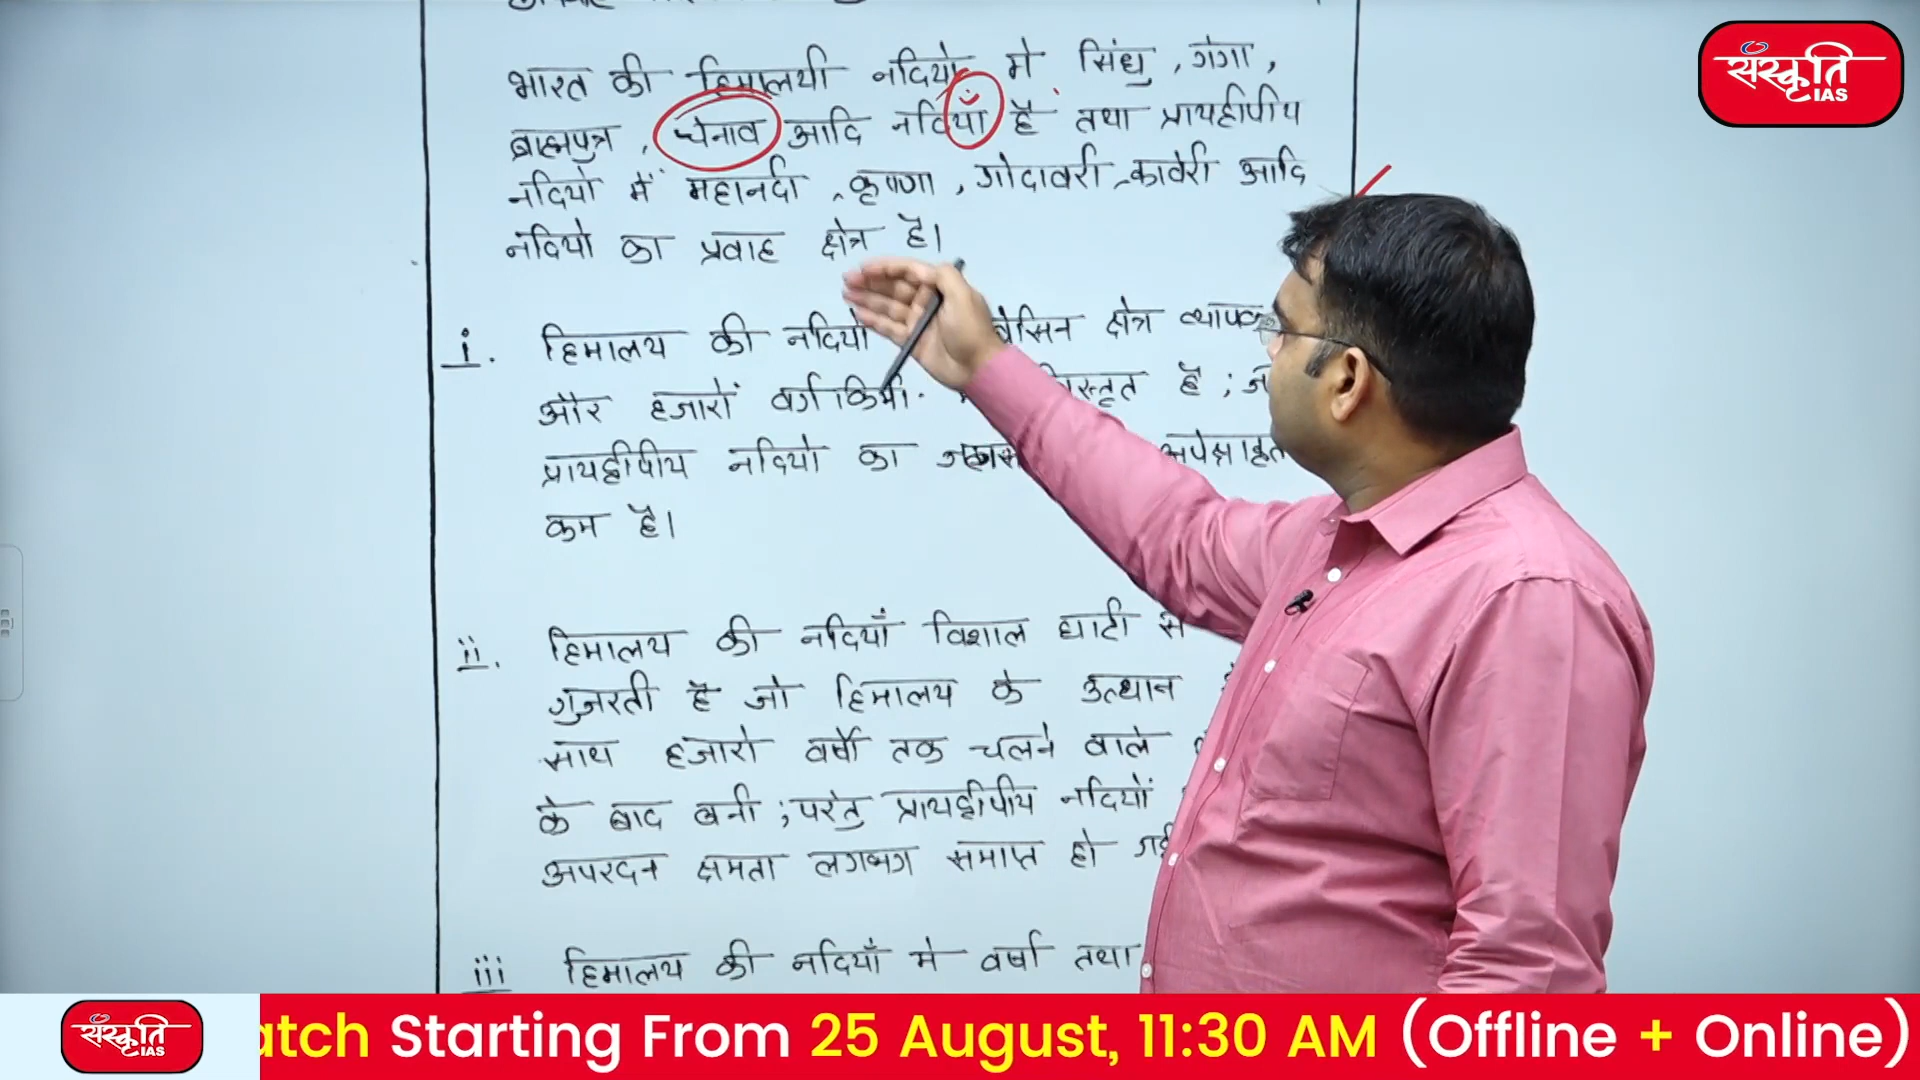 भारत की हिमालयी नदियो मे सिंधु , गंगा ,
ब्राह्मपुत्र , चेनाव आदि नदियाँ है तथा प्रायद्वीपीय
नदियो में महानदी , कृष्णा , गोदावरी , कावेरी आदि
नदियो का प्रवाह क्षेत्र है।
i. हिमालय की नदियो बेसिन क्षेत्र व्यापक
और हजारों वर्ग किमी. है ;
प्रायद्वीपीय नदियो का
कम है।
ii. हिमालय की नदियाँ विशाल घाटी से
गुजरती है जो हिमालय के उत्थान
साथ हजारो वर्षो तक चलने वाले
के बाद बनी ; परंतु प्रायद्वीपीय नदियों
अपरदन क्षमता लगभग समाप्त हो
iii हिमालय की नदियाँ मे वर्षा तथा
संस्कृति
IAS
संस्कृति
IAS
atch Starting From 25 August, 11:30 AM (Offline + Online)